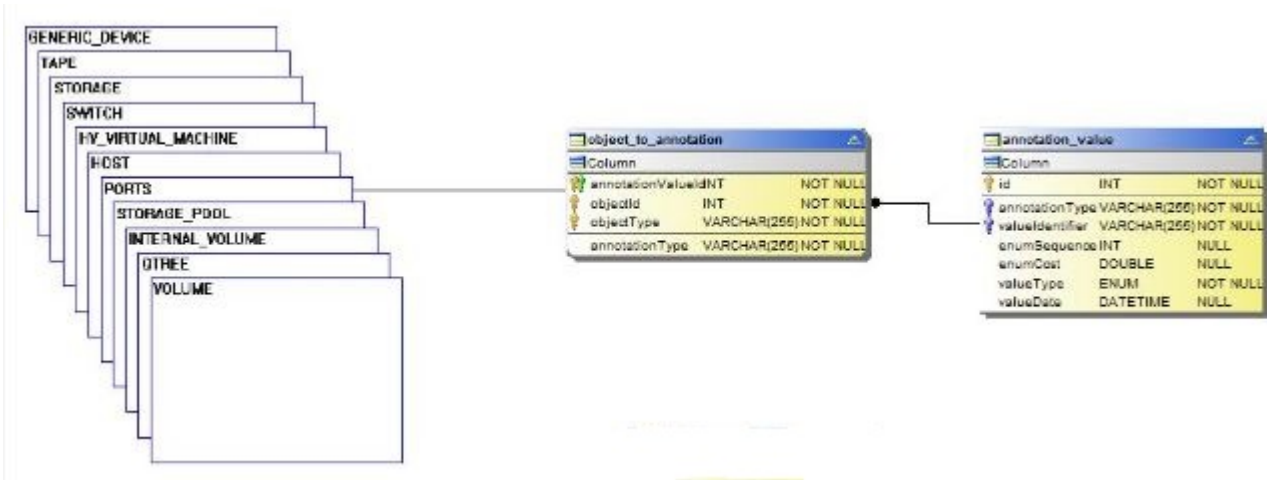 GENERIC_DEVICE
TAPE
STORAGE
SWITCH
HV_VIRTUAL_MACHINE
HOST
PORTS
STORAGE_POOL
INTERNAL_VOLUME
QTREE
VOLUME
object_to_annotation
Column
annotationValueId INT NOT NULL
objectId INT NOT NULL
objectType VARCHAR(255) NOT NULL
annotationType VARCHAR(255) NOT NULL
annotation_value
Column
id INT NOT NULL
annotationType VARCHAR(255) NOT NULL
valueIdentifier VARCHAR(255) NOT NULL
enumSequence INT NULL
enumCost DOUBLE NULL
valueType ENUM NOT NULL
valueDate DATETIME NULL